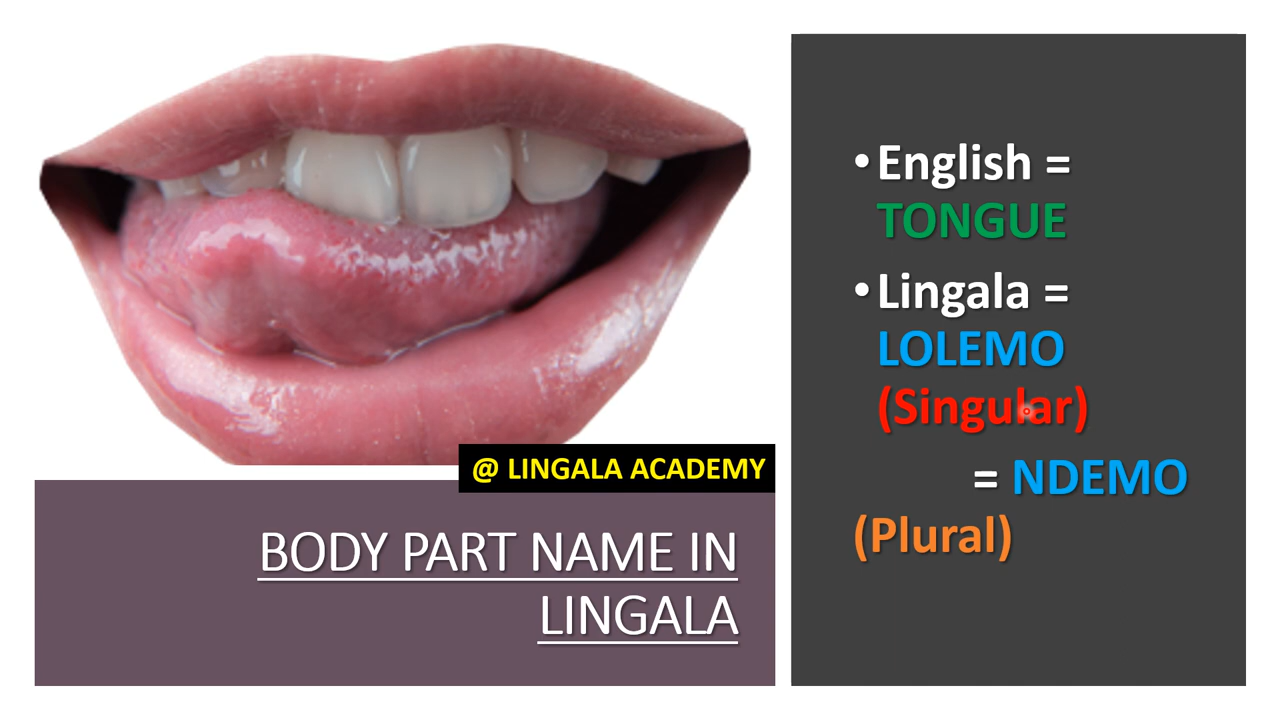 @ LINGALA ACADEMY
BODY PART NAME IN
LINGALA
•English =
TONGUE
•Lingala =
LOLEMO
(Singular)
= NDEMO
(Plural)